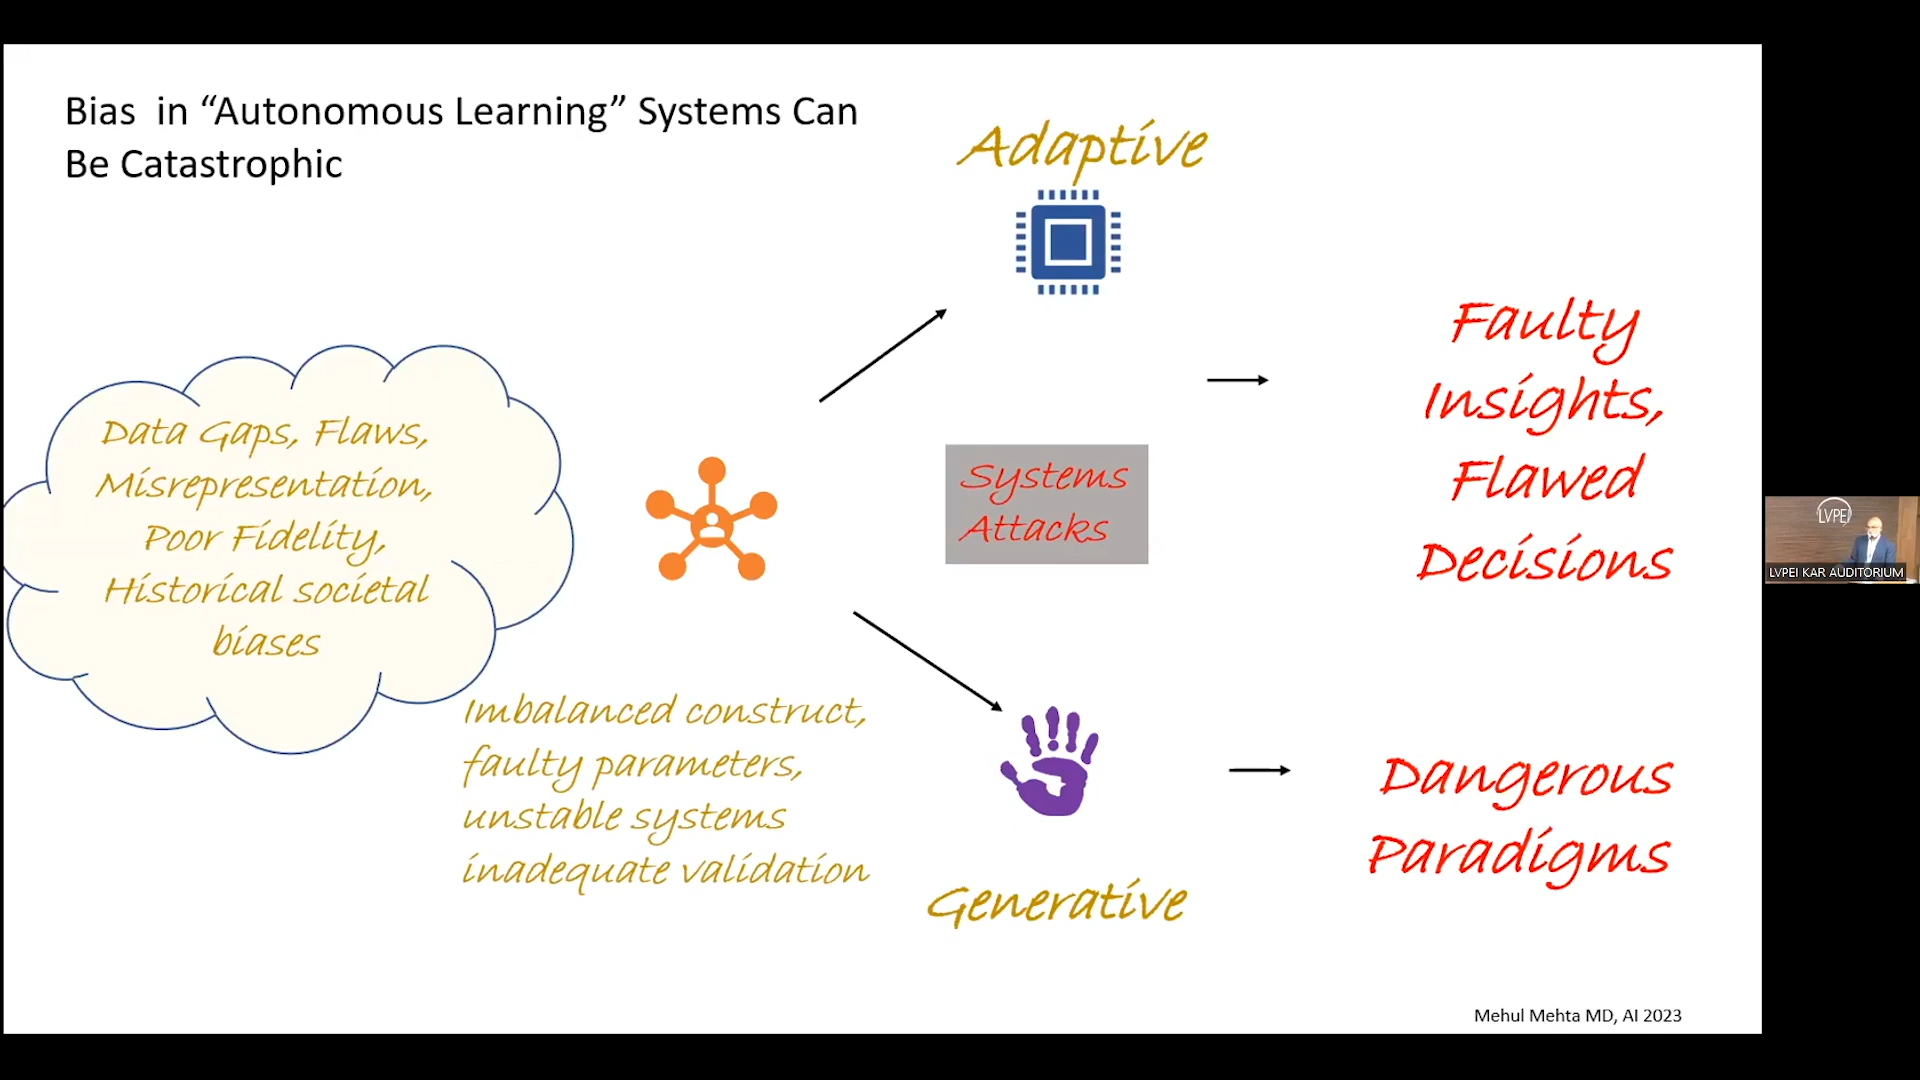 Bias in “Autonomous Learning” Systems Can
Be Catastrophic
Adaptive
Data Gaps, Flaws,
Misrepresentation,
Poor Fidelity,
Historical societal
biases
Systems
Attacks
Faulty
Insights,
Flawed
Decisions
Imbalanced construct,
faulty parameters,
unstable systems
inadequate validation
Generative
Dangerous
Paradigms
Mehul Mehta MD, AI 2023
LVPEI
LVPEI KAR AUDITORIUM